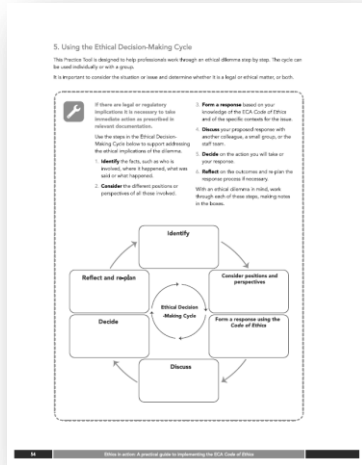 5. Using the Ethical Decision-Making Cycle
This Practice Tool is designed to help professionals work through an ethical dilemma step by step. The cycle can
be used individually or with a group.
It is important to consider the situation or issue and determine whether it is a legal or ethical matter, or both.
If there are legal or regulatory
implications it is necessary to take
immediate action as prescribed in
relevant documentation.
Use the steps in the Ethical Decision-
Making Cycle below to support addressing
the ethical implications of the dilemma.
1. Identify the facts, such as who is
involved, where it happened, what was
said or what happened.
2. Consider the different positions or
perspectives of all those involved.
3. Form a response based on your
knowledge of the ECA Code of Ethics
and of the specific contexts for the issue.
4. Discuss your proposed response with
another colleague, a small group, or the
staff team.
5. Decide on the action you will take or
your response.
6. Reflect on the outcomes and re-plan the
response process if necessary.
With an ethical dilemma in mind, work
through each of these steps, making notes
in the boxes.
Identify
Reflect and re-plan
Consider positions and
perspectives
Ethical Decision
-Making Cycle
Decide
Form a response using the
Code of Ethics
Discuss
54
Ethics in action: A practical guide to implementing the ECA Code of Ethics